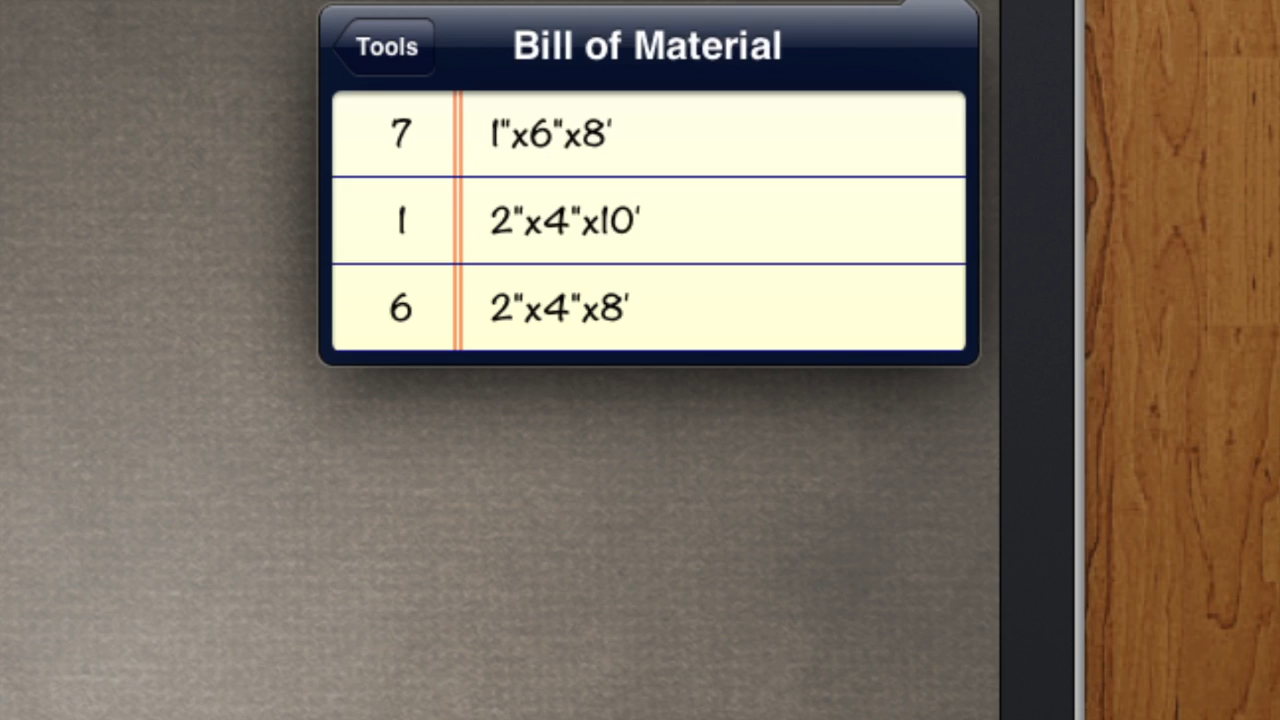 Tools
Bill of Material
7 1"x6"x8'
1 2"x4"x10'
6 2"x4"x8'